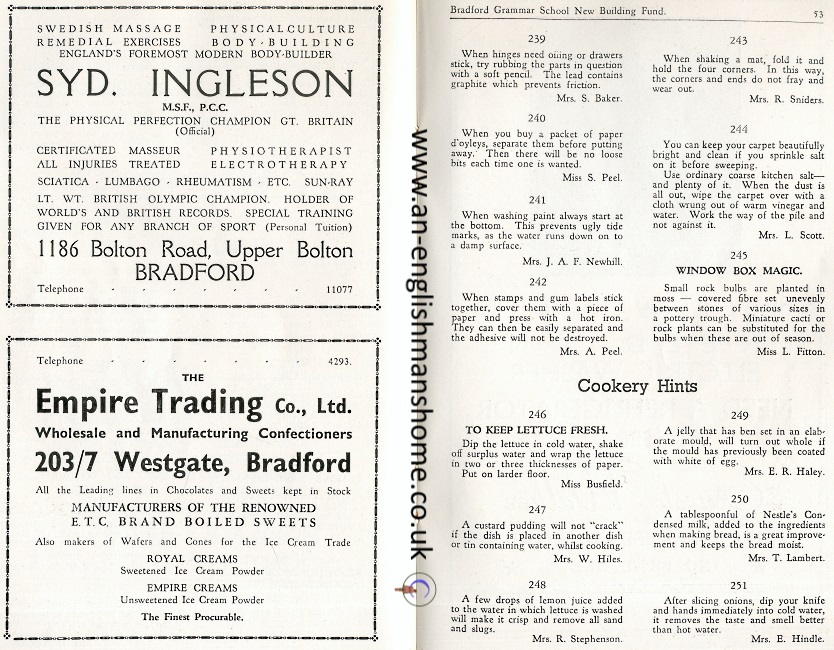 SWEDISH MASSAGE PHYSICAL CULTURE
REMEDIAL EXERCISES BODY-BUILDING
ENGLAND'S FOREMOST MODERN BODY-BUILDER
SYD. INGLESON
M.S.F., P.C.C.
THE PHYSICAL PERFECTION CHAMPION GT. BRITAIN
(Official)
CERTIFICATED MASSEUR PHYSIOTHERAPIST
ALL INJURIES TREATED ELECTROTHERAPY
SCIATICA - LUMBAGO - RHEUMATISM - ETC. SUN-RAY
LT. WT. BRITISH OLYMPIC CHAMPION. HOLDER OF
WORLD'S AND BRITISH RECORDS. SPECIAL TRAINING
GIVEN FOR ANY BRANCH OF SPORT (Personal Tuition)
1186 Bolton Road, Upper Bolton
BRADFORD
Telephone - - - - - - 11077
Telephone - - - - - - 4293.
THE
Empire Trading Co., Ltd.
Wholesale and Manufacturing Confectioners
203/7 Westgate, Bradford
All the Leading lines in Chocolates and Sweets kept in Stock
MANUFACTURERS OF THE RENOWNED
E.T.C. BRAND BOILED SWEETS
Also makers of Wafers and Cones for the Ice Cream Trade
ROYAL CREAMS
Sweetened Ice Cream Powder
EMPIRE CREAMS
Unsweetened Ice Cream Powder
The Finest Procurable.
www.an-englishmanshome.co.uk
Bradford Grammar School New Building Fund. 53
239
When hinges need oiling or drawers
stick, try rubbing the parts in question
with a soft pencil. The lead contains
graphite which prevents friction.
Mrs. S. Baker.
240
When you buy a packet of paper
d'oyleys, separate them before putting
away. Then there will be no loose
bits each time one is wanted.
Miss S. Peel.
241
When washing paint always start at
the bottom. This prevents ugly tide
marks, as the water runs down on to
a damp surface.
Mrs. J. A. F. Newhill.
242
When stamps and gum labels stick
together, cover them with a piece of
paper and press with a hot iron.
They can then be easily separated and
the adhesive will not be destroyed.
Mrs. A. Peel.
243
When shaking a mat, fold it and
hold the four corners. In this way,
the corners and ends do not fray and
wear out.
Mrs. R. Sniders.
244
You can keep your carpet beautifully
bright and clean if you sprinkle salt
on it before sweeping.
Use ordinary coarse kitchen salt—
and plenty of it. When the dust is
all out, wipe the carpet over with a
cloth wrung out of warm vinegar and
water. Work the way of the pile and
not against it.
Mrs. L. Scott.
245
WINDOW BOX MAGIC.
Small rock bulbs are planted in
moss — covered fibre set unevenly
between stones of various sizes in
a pottery trough. Miniature cacti or
rock plants can be substituted for the
bulbs when these are out of season.
Miss L. Fitton.
Cookery Hints
246
TO KEEP LETTUCE FRESH.
Dip the lettuce in cold water, shake
off surplus water and wrap the lettuce
in two or three thicknesses of paper.
Put on larder floor.
Miss Busfield.
247
A custard pudding will not "crack"
if the dish is placed in another dish
or tin containing water, whilst cooking.
Mrs. W. Hiles.
248
A few drops of lemon juice added
to the water in which lettuce is washed
will make it crisp and remove all sand
and slugs.
Mrs. R. Stephenson.
249
A jelly that has ben set in an elab-
orate mould, will turn out whole if
the mould has previously been coated
with white of egg.
Mrs. E. R. Haley.
250
A tablespoonful of Nestle's Con-
densed milk, added to the ingredients
when making bread, is a great improve-
ment and keeps the bread moist.
Mrs. T. Lambert.
251
After slicing onions, dip your knife
and hands immediately into cold water,
it removes the taste and smell better
than hot water.
Mrs. E. Hindle.